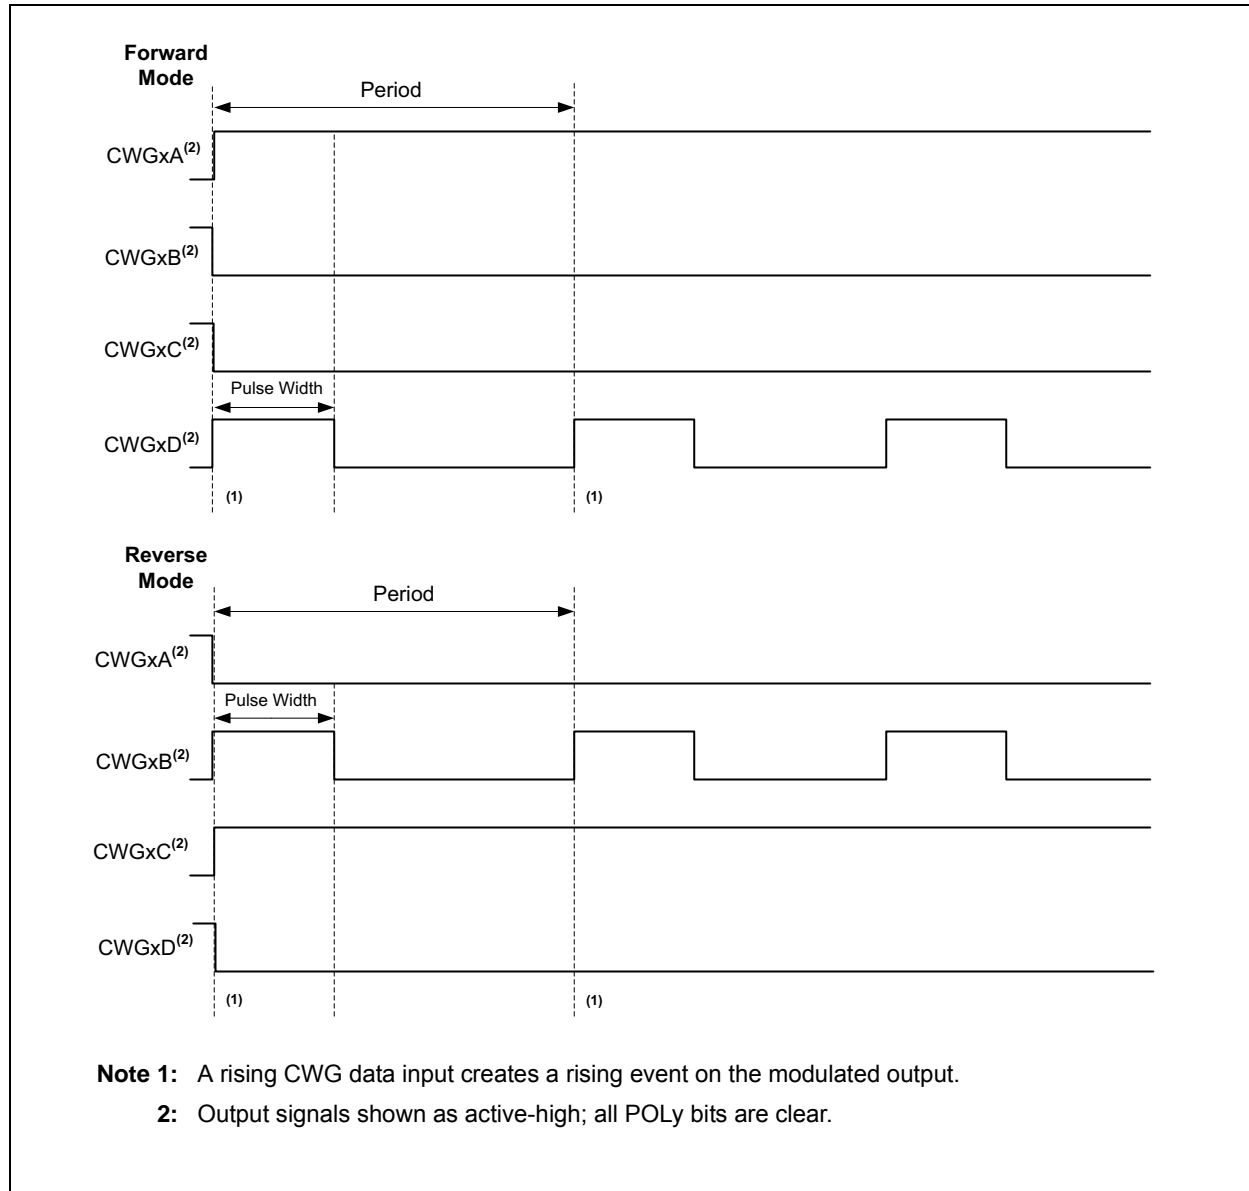 Forward
Mode
Period
CWGxA(2)
CWGxB(2)
CWGxC(2)
Pulse Width
CWGxD(2)
(1) (1)
Reverse
Mode
Period
CWGxA(2)
Pulse Width
CWGxB(2)
CWGxC(2)
CWGxD(2)
(1) (1)
Note 1: A rising CWG data input creates a rising event on the modulated output.
2: Output signals shown as active-high; all POLy bits are clear.